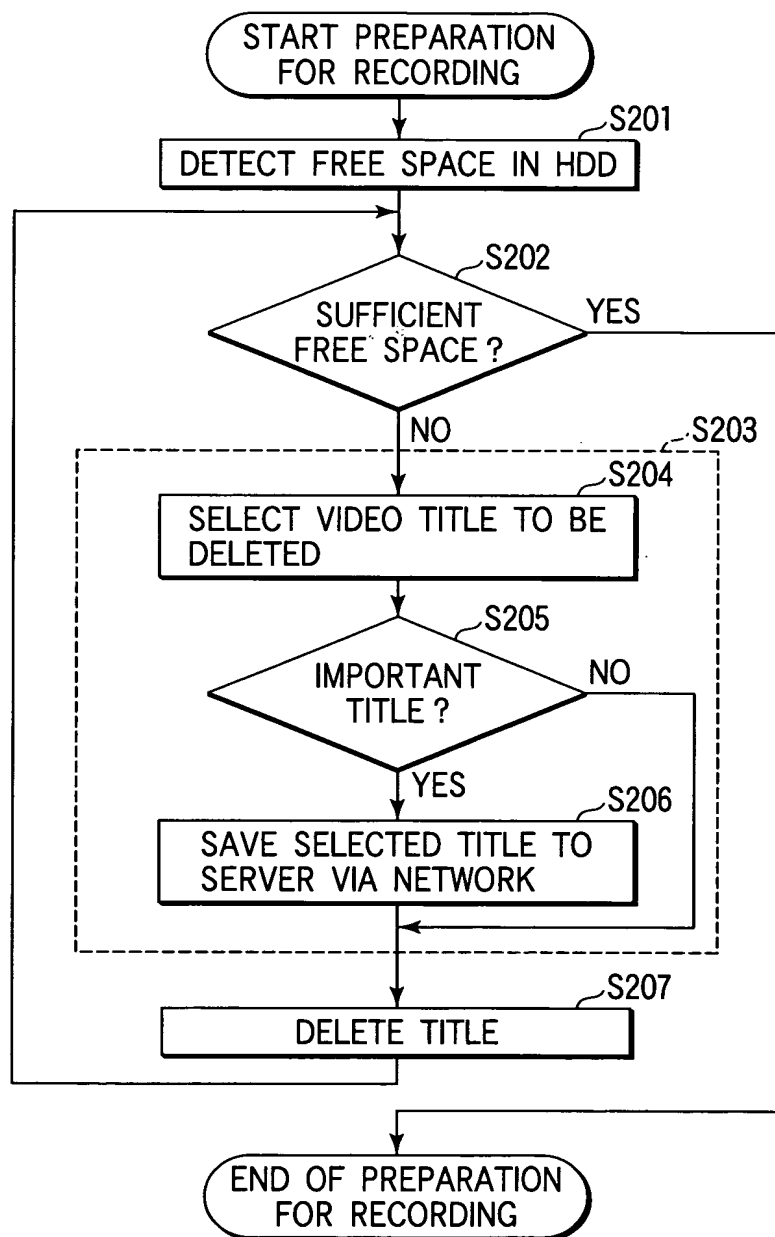 START PREPARATION
FOR RECORDING
S201
DETECT FREE SPACE IN HDD
S202
SUFFICIENT
FREE SPACE?
YES
NO
S203
S204
SELECT VIDEO TITLE TO BE
DELETED
S205
IMPORTANT
TITLE?
NO
YES
S206
SAVE SELECTED TITLE TO
SERVER VIA NETWORK
S207
DELETE TITLE
END OF PREPARATION
FOR RECORDING